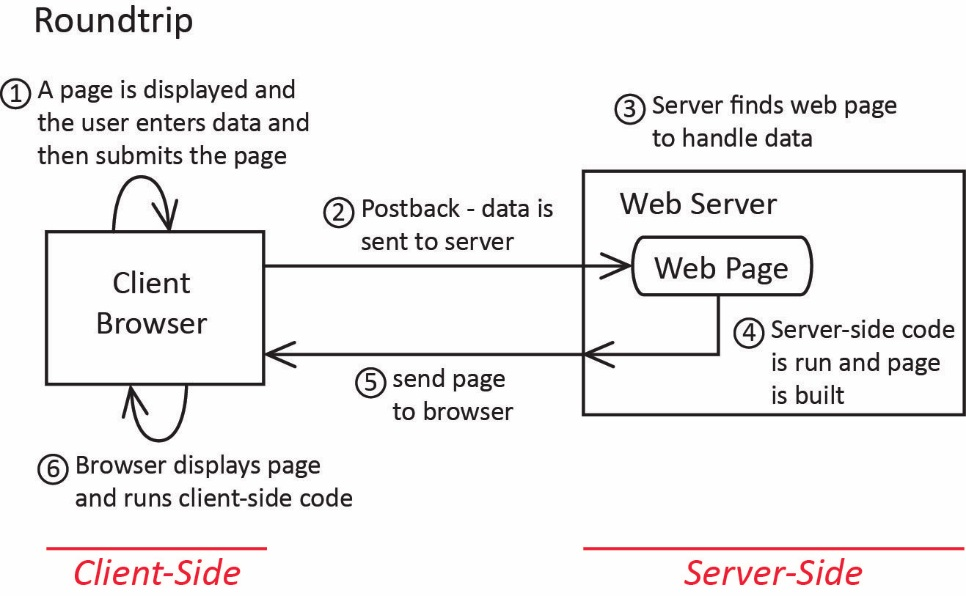 Roundtrip
① A page is displayed and
the user enters data and
then submits the page
② Postback - data is
sent to server
③ Server finds web page
to handle data
Web Server
Web Page
Client
Browser
④ Server-side code
is run and page
is built
⑤ send page
to browser
⑥ Browser displays page
and runs client-side code
Client-Side
Server-Side